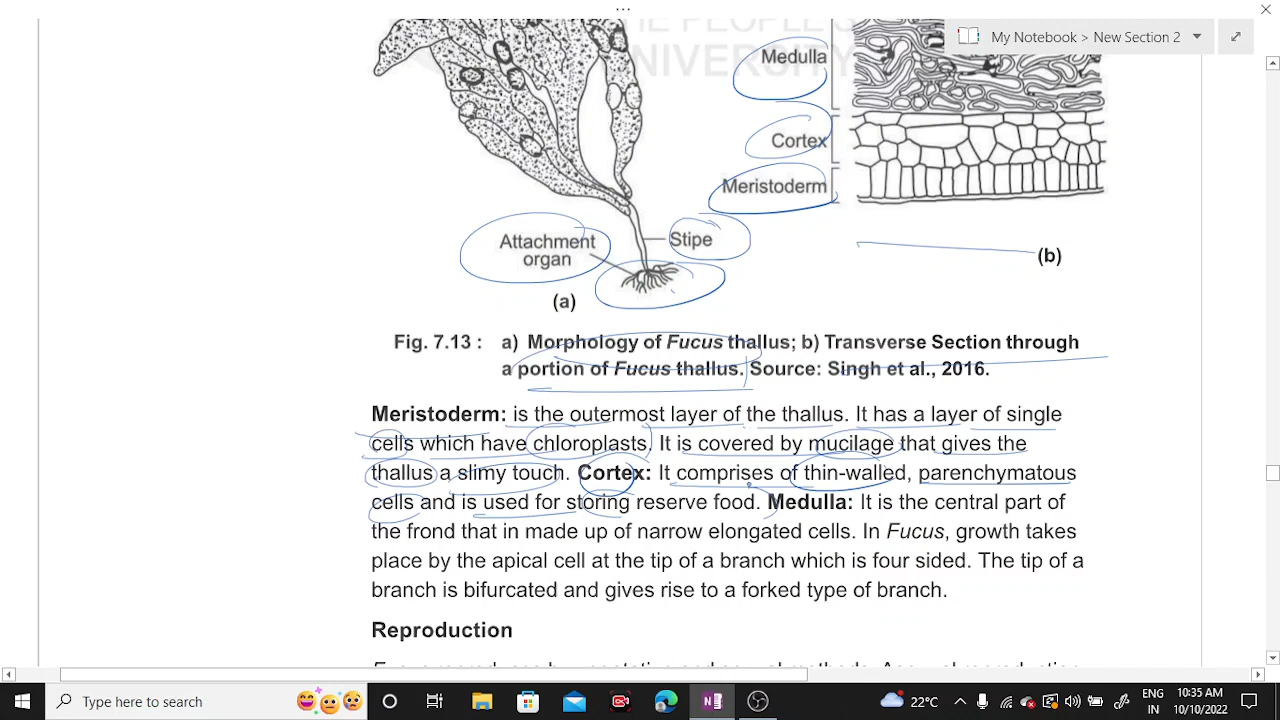 ...
THE PEOPLE'S
UNIVERSITY
My Notebook > New Section 2
Medulla
Cortex
Meristoderm
Attachment
organ
Stipe
(a)
(b)
Fig. 7.13 : a) Morphology of Fucus thallus; b) Transverse Section through
a portion of Fucus thallus. Source: Singh et al., 2016.
Meristoderm: is the outermost layer of the thallus. It has a layer of single
cells which have chloroplasts. It is covered by mucilage that gives the
thallus a slimy touch. Cortex: It comprises of thin-walled, parenchymatous
cells and is used for storing reserve food. Medulla: It is the central part of
the frond that in made up of narrow elongated cells. In Fucus, growth takes
place by the apical cell at the tip of a branch which is four sided. The tip of a
branch is bifurcated and gives rise to a forked type of branch.
Reproduction
Type here to search
22°C
ENG
IN
10:35 AM
10/10/2022